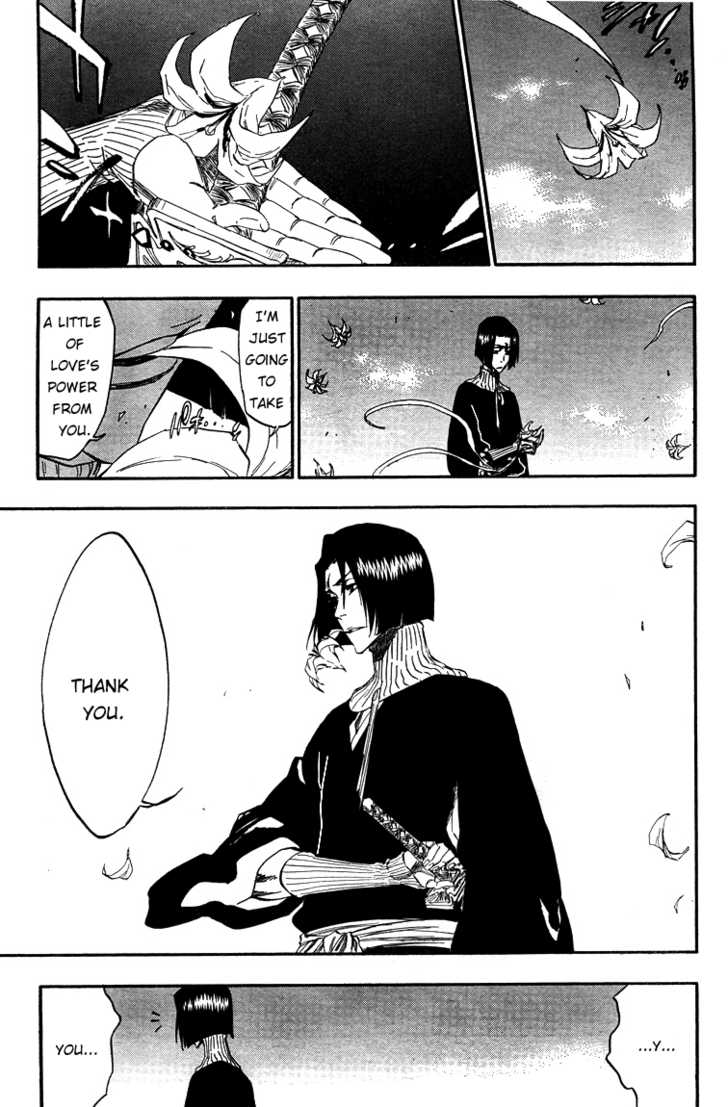 I'M
JUST
GOING
TO
TAKE
A LITTLE
OF
LOVE'S
POWER
FROM
YOU.
THANK
YOU.
...Y...
YOU...